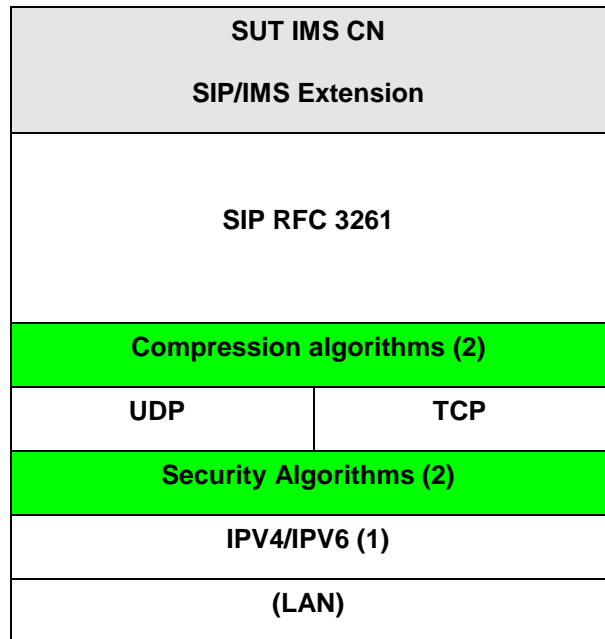 SUT IMS CN
SIP/IMS Extension
SIP RFC 3261
Compression algorithms (2)
UDP
TCP
Security Algorithms (2)
IPV4/IPV6 (1)
(LAN)